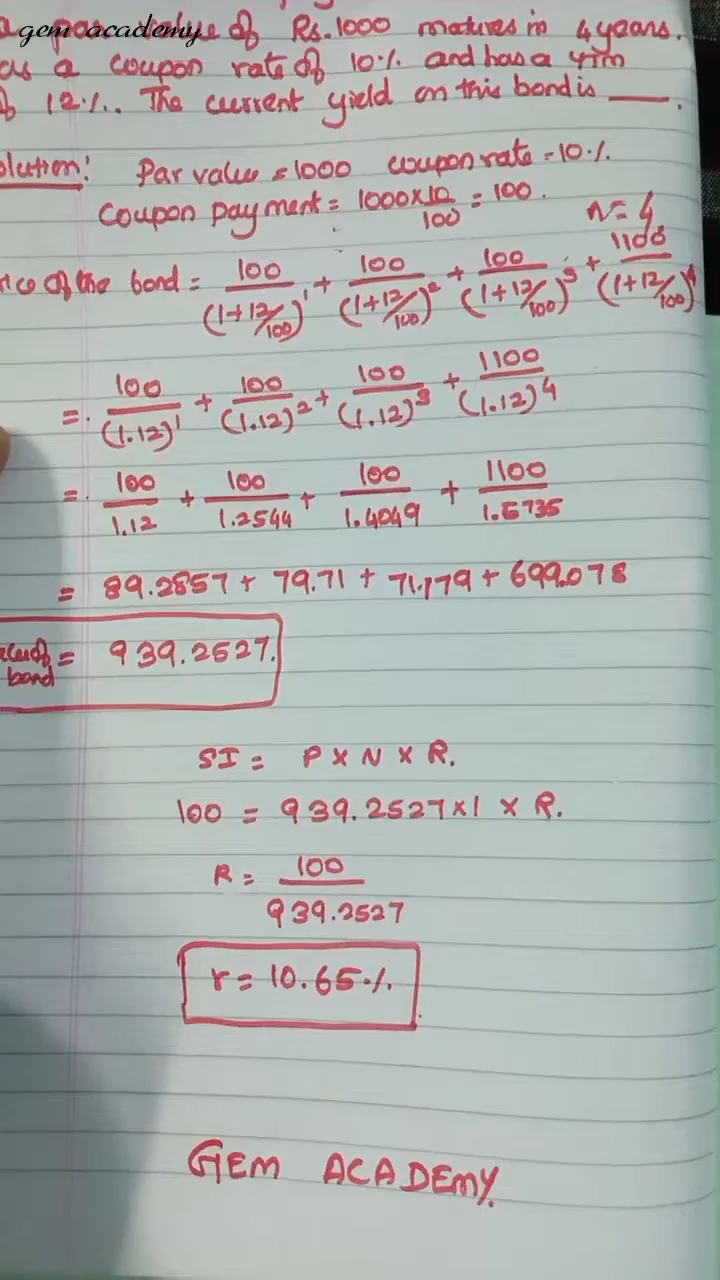 gem academy
a par value of Rs.1000 matures in 4 years.
as a coupon rate of 10% and has a YTM
12%. The current yield on this bond is ____.
olution: Par value = 1000 coupon rate = 10%.
Coupon payment = 1000×10/100 = 100.
n = 4
ice of the bond = 100/(1+12/100)^1 + 100/(1+12/100)^2 + 100/(1+12/100)^3 + 1100/(1+12/100)^4
= 100/(1.12)^1 + 100/(1.12)^2 + 100/(1.12)^3 + 1100/(1.12)^4
= 100/1.12 + 100/1.2544 + 100/1.4049 + 1100/1.5735
= 89.2857 + 79.71 + 71.179 + 699.078
bond = 939.2527.
SI = P × N × R.
100 = 939.2527 × 1 × R.
R = 100/939.2527
r = 10.65%.
GEM ACADEMY.